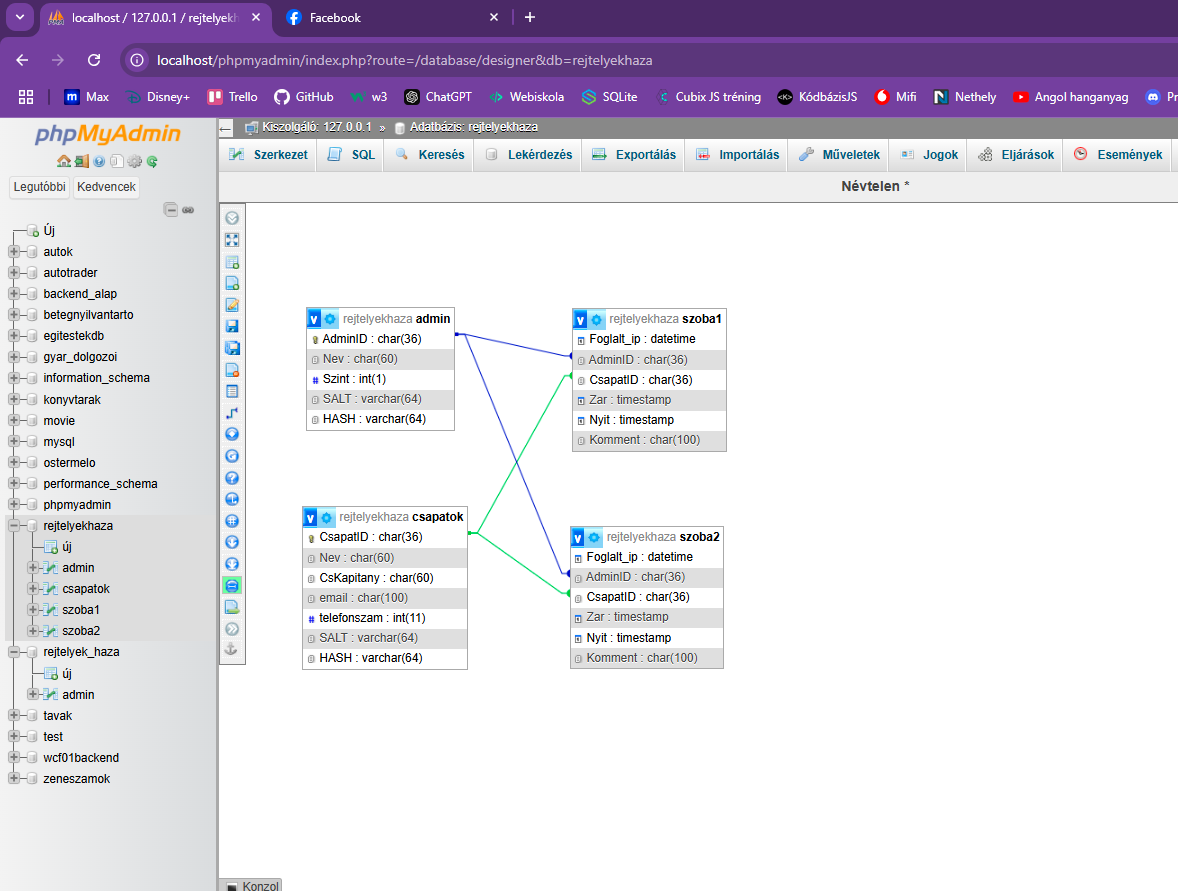 localhost / 127.0.0.1 / rejtelyekh
Facebook
localhost/phpmyadmin/index.php?route=/database/designer&db=rejtelyekhaza
Max
Disney+
Trello
GitHub
w3
ChatGPT
Webiskola
SQLite
Cubix JS tréning
KódbázisJS
Mifi
Nethely
Angol hanganyag
Pr
phpMyAdmin
Legutóbbi
Kedvencek
Új
autok
autotrader
backend_alap
betegnyilvantarto
egitestekdb
gyar_dolgozoi
information_schema
konyvtarak
movie
mysql
ostermelo
performance_schema
phpmyadmin
rejtelyekhaza
új
admin
csapatok
szoba1
szoba2
rejtelyek_haza
új
admin
tavak
test
wcf01backend
zeneszamok
Kiszolgáló: 127.0.0.1 » Adatbázis: rejtelyekhaza
Szerkezet
SQL
Keresés
Lekérdezés
Exportálás
Importálás
Műveletek
Jogok
Eljárások
Események
Névtelen *
v rejtelyekhaza admin
AdminID : char(36)
Nev : char(60)
# Szint : int(1)
SALT : varchar(64)
HASH : varchar(64)
v rejtelyekhaza szoba1
Foglalt_ip : datetime
AdminID : char(36)
CsapatID : char(36)
Zar : timestamp
Nyit : timestamp
Komment : char(100)
v rejtelyekhaza csapatok
CsapatID : char(36)
Nev : char(60)
CsKapitany : char(60)
email : char(100)
# telefonszam : int(11)
SALT : varchar(64)
HASH : varchar(64)
v rejtelyekhaza szoba2
Foglalt_ip : datetime
AdminID : char(36)
CsapatID : char(36)
Zar : timestamp
Nyit : timestamp
Komment : char(100)
Konzol